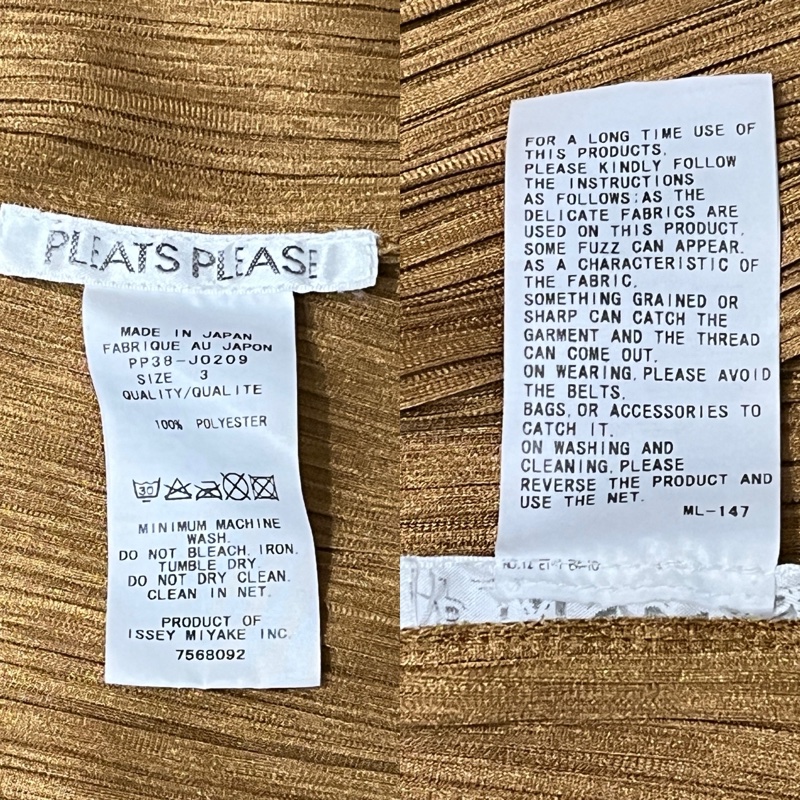 PLEATS PLEASE
MADE IN JAPAN
FABRIQUE AU JAPON
PP38-JO209
SIZE 3
QUALITY/QUALITE
100% POLYESTER
30
MINIMUM MACHINE
WASH.
DO NOT BLEACH, IRON.
TUMBLE DRY.
DO NOT DRY CLEAN.
CLEAN IN NET.
PRODUCT OF
ISSEY MIYAKE INC.
7568092
FOR A LONG TIME USE OF
THIS PRODUCTS,
PLEASE KINDLY FOLLOW
THE INSTRUCTIONS
AS FOLLOWS:AS THE
DELICATE FABRICS ARE
USED ON THIS PRODUCT,
SOME FUZZ CAN APPEAR.
AS A CHARACTERISTIC OF
THE FABRIC,
SOMETHING GRAINED OR
SHARP CAN CATCH THE
GARMENT AND THE THREAD
CAN COME OUT.
ON WEARING, PLEASE AVOID
THE BELTS,
BAGS, OR ACCESSORIES TO
CATCH IT.
ON WASHING AND
CLEANING, PLEASE
REVERSE THE PRODUCT AND
USE THE NET.
ML-147